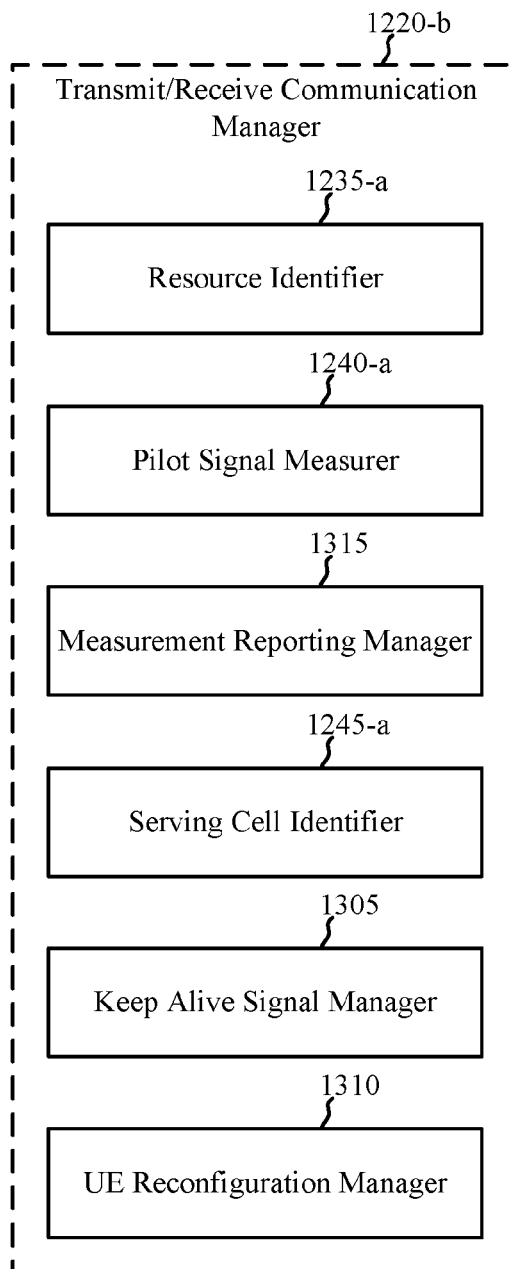 1220-b
Transmit/Receive Communication
Manager
1235-a
Resource Identifier
1240-a
Pilot Signal Measurer
1315
Measurement Reporting Manager
1245-a
Serving Cell Identifier
1305
Keep Alive Signal Manager
1310
UE Reconfiguration Manager